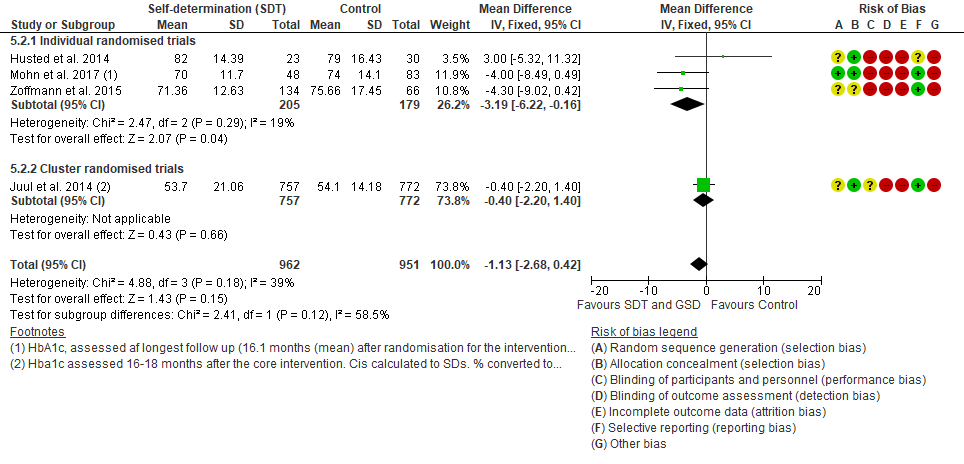 Self-determination (SDT) Control Mean Difference Mean Difference Risk of Bias
Study or Subgroup Mean SD Total Mean SD Total Weight IV, Fixed, 95% CI IV, Fixed, 95% CI A B C D E F G
5.2.1 Individual randomised trials
Husted et al. 2014 82 14.39 23 79 16.43 30 3.5% 3.00 [-5.32, 11.32] ? + - - - ? -
Mohn et al. 2017 (1) 70 11.7 48 74 14.1 83 11.9% -4.00 [-8.49, 0.49] + + - - - + -
Zoffmann et al. 2015 71.36 12.63 134 75.66 17.45 66 10.8% -4.30 [-9.02, 0.42] ? ? - - - + -
Subtotal (95% CI) 205 179 26.2% -3.19 [-6.22, -0.16]
Heterogeneity: Chi² = 2.47, df = 2 (P = 0.29); I² = 19%
Test for overall effect: Z = 2.07 (P = 0.04)
5.2.2 Cluster randomised trials
Juul et al. 2014 (2) 53.7 21.06 757 54.1 14.18 772 73.8% -0.40 [-2.20, 1.40] ? + ? - - + -
Subtotal (95% CI) 757 772 73.8% -0.40 [-2.20, 1.40]
Heterogeneity: Not applicable
Test for overall effect: Z = 0.43 (P = 0.66)
Total (95% CI) 962 951 100.0% -1.13 [-2.68, 0.42]
Heterogeneity: Chi² = 4.88, df = 3 (P = 0.18); I² = 39%
Test for overall effect: Z = 1.43 (P = 0.15)
Test for subgroup differences: Chi² = 2.41, df = 1 (P = 0.12), I² = 58.5%
-20 -10 0 10 20
Favours SDT and GSD Favours Control
Footnotes
(1) HbA1c, assessed af longest follow up (16.1 months (mean) after randomisation for the intervention...
(2) Hba1c assessed 16-18 months after the core intervention. Cis calculated to SDs. % converted to...
Risk of bias legend
(A) Random sequence generation (selection bias)
(B) Allocation concealment (selection bias)
(C) Blinding of participants and personnel (performance bias)
(D) Blinding of outcome assessment (detection bias)
(E) Incomplete outcome data (attrition bias)
(F) Selective reporting (reporting bias)
(G) Other bias